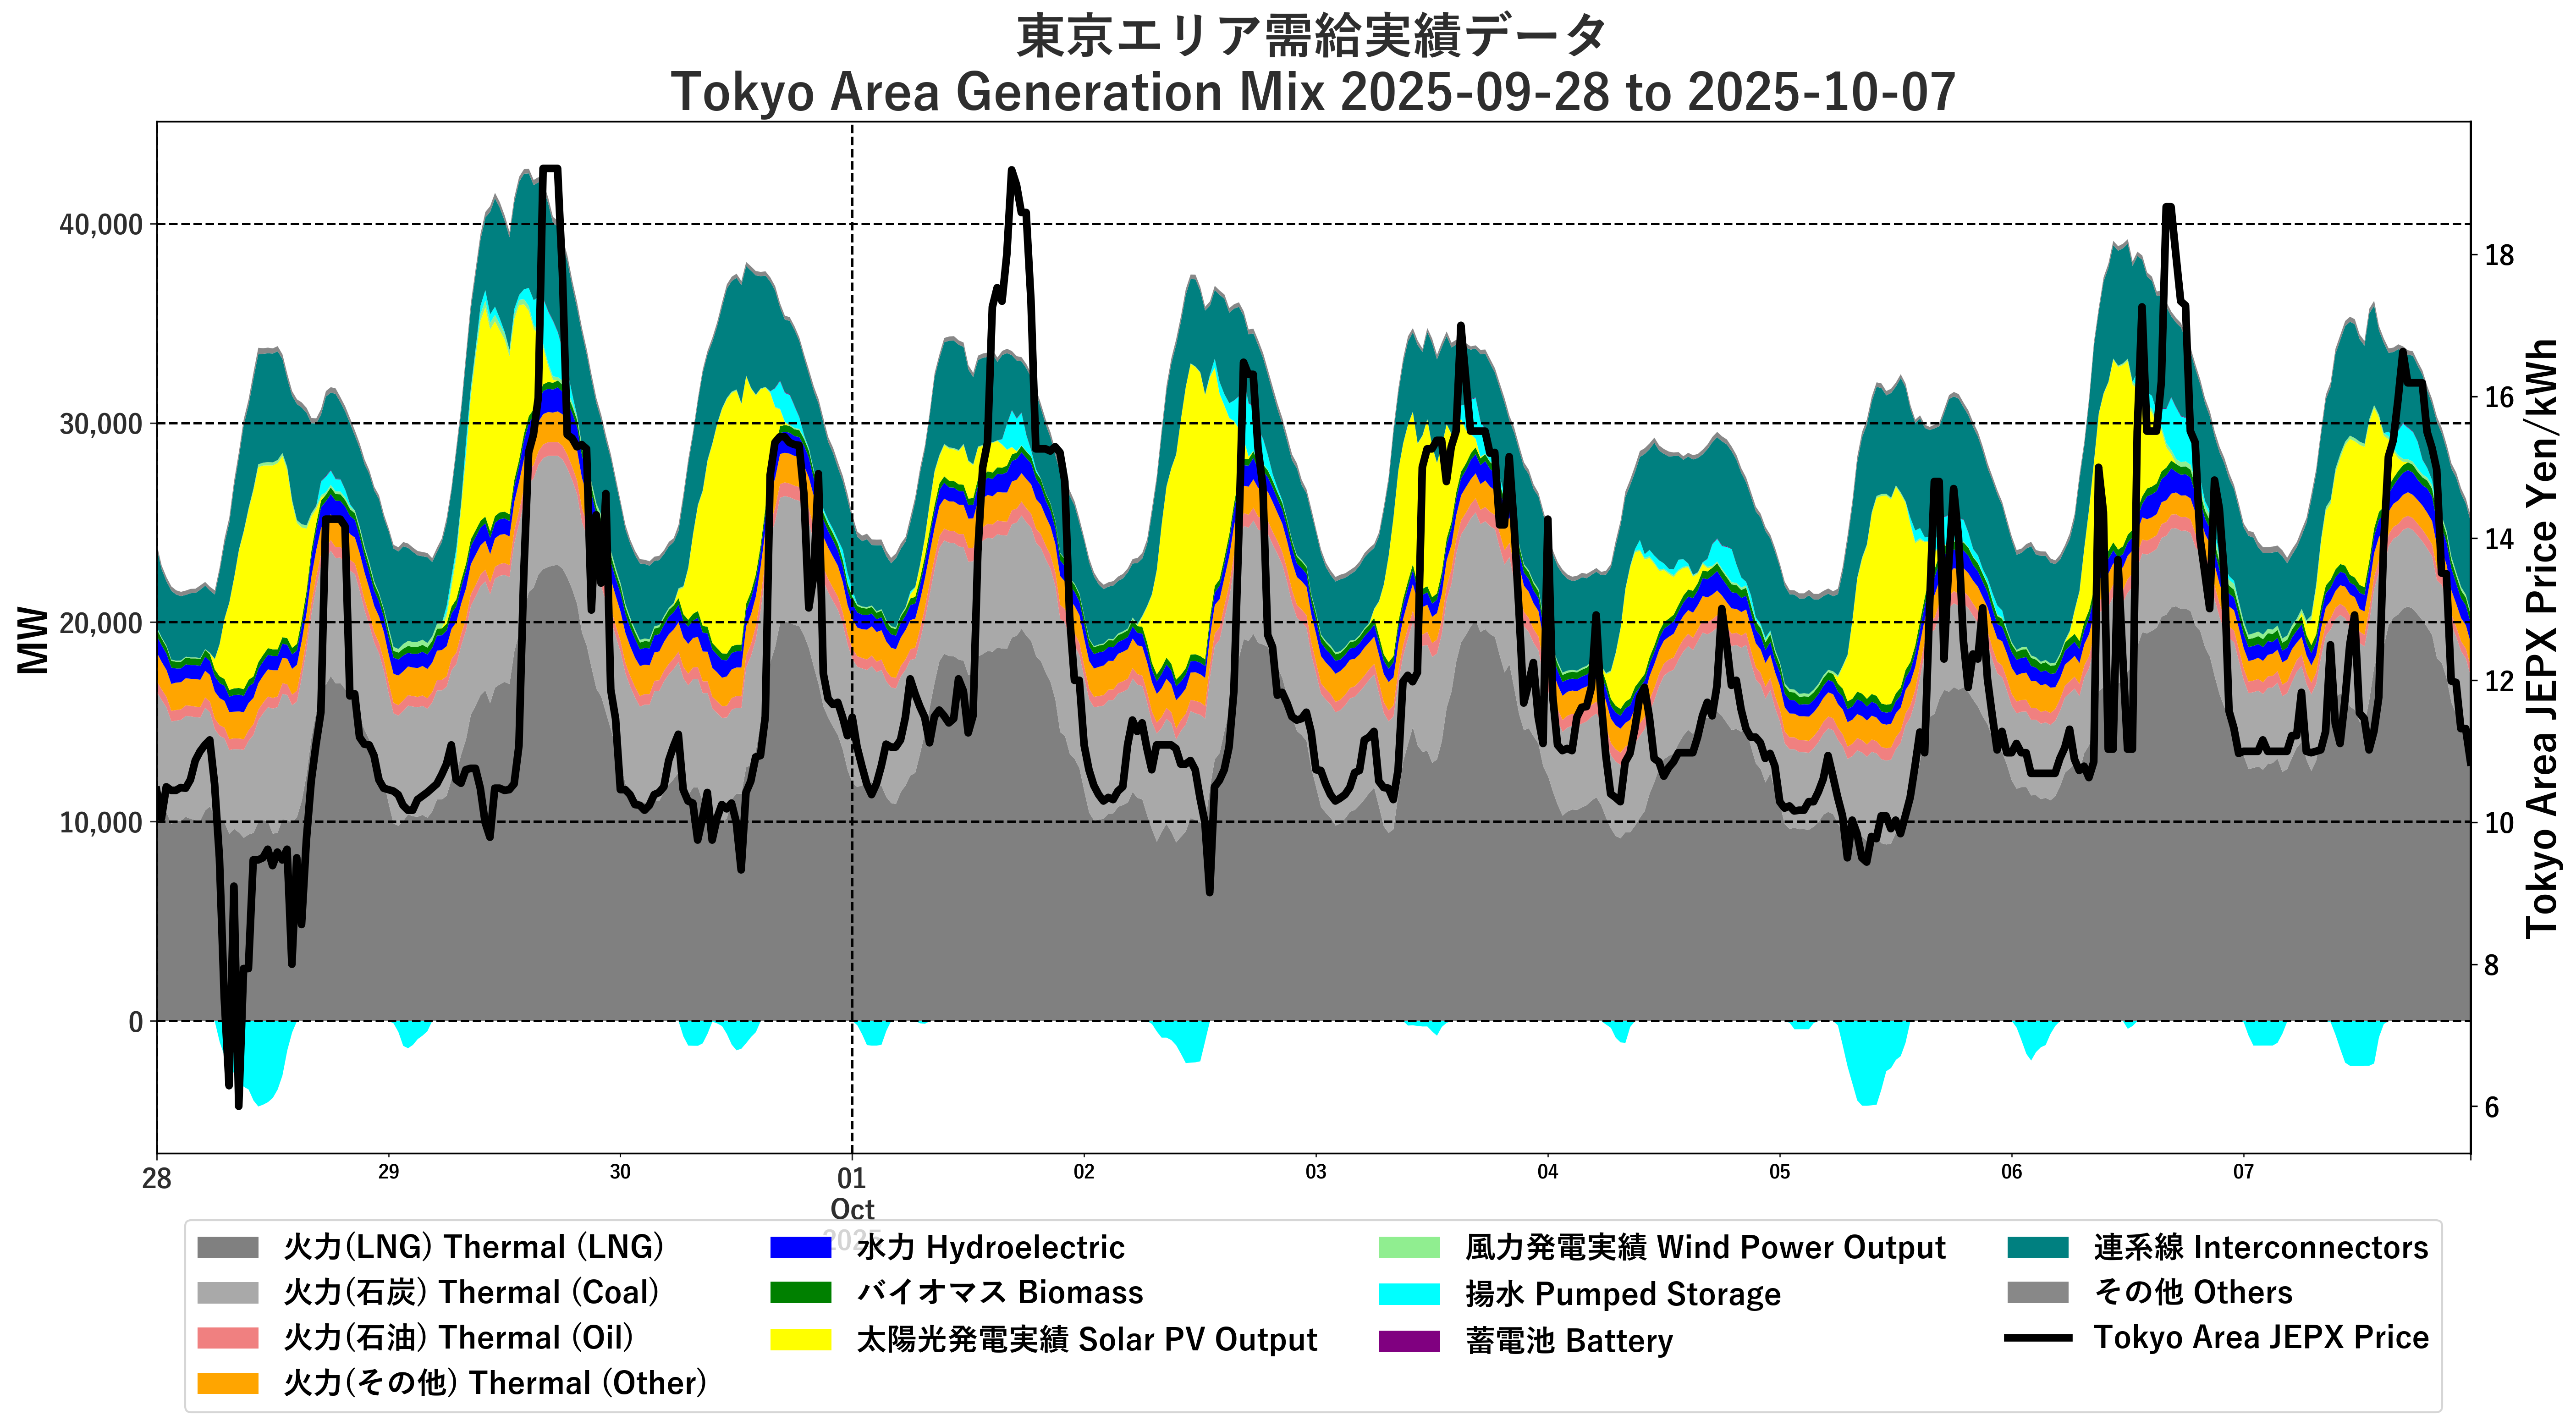 東京エリア需給実績データ
Tokyo Area Generation Mix 2025-09-28 to 2025-10-07
MW
40,000
30,000
20,000
10,000
0
18
16
14
12
10
8
6
Tokyo Area JEPX Price Yen/kWh
28
29
30
01
02
03
04
05
06
07
Oct
2025
火力(LNG) Thermal (LNG)
火力(石炭) Thermal (Coal)
火力(石油) Thermal (Oil)
火力(その他) Thermal (Other)
水力 Hydroelectric
バイオマス Biomass
太陽光発電実績 Solar PV Output
風力発電実績 Wind Power Output
揚水 Pumped Storage
蓄電池 Battery
連系線 Interconnectors
その他 Others
Tokyo Area JEPX Price